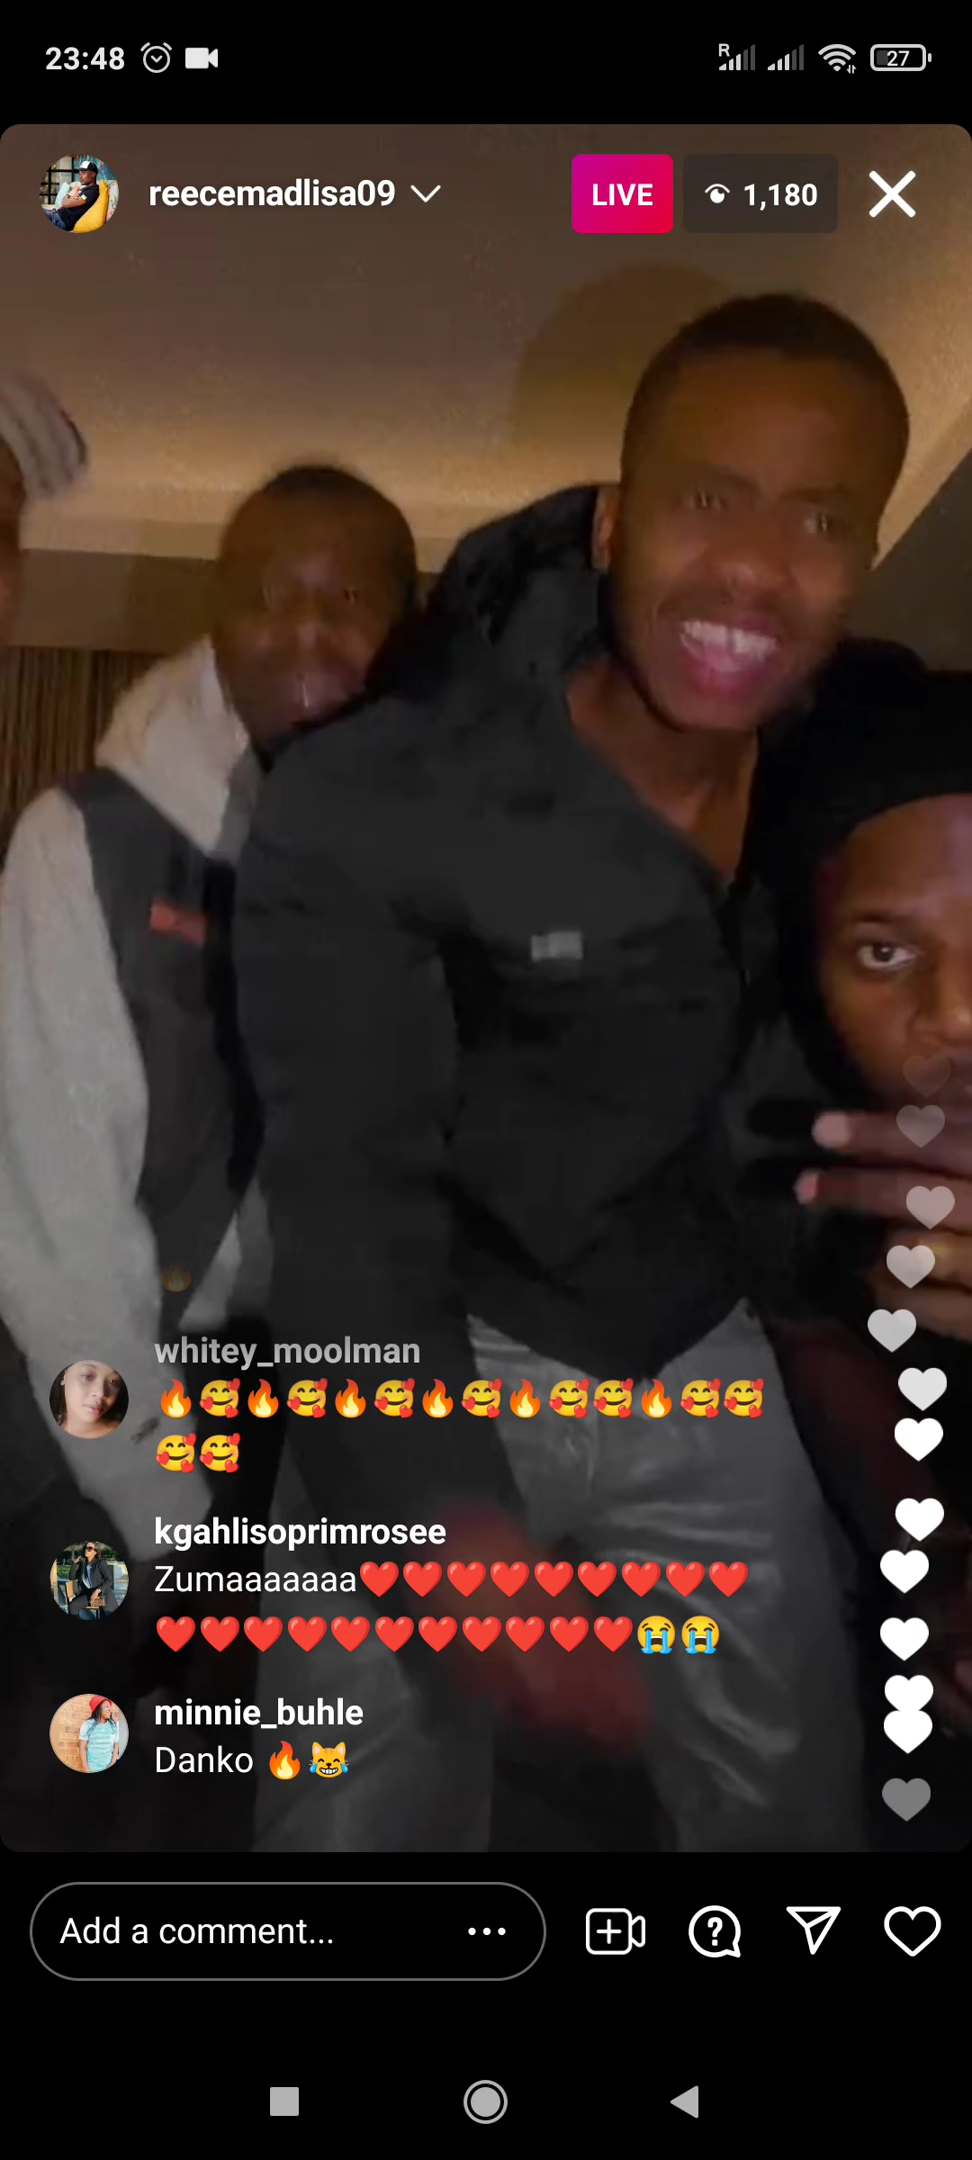 23:48
R
27
reecemadlisa09
LIVE
1,180
whitey_moolman
🔥🥰🔥🥰🔥🥰🔥🥰🔥🥰🥰🔥🥰🥰
🥰🥰
kgahlisoprimrosee
Zumaaaaaaa❤️❤️❤️❤️❤️❤️❤️❤️❤️
❤️❤️❤️❤️❤️❤️❤️❤️❤️❤️❤️😭😭
minnie_buhle
Danko 🔥😹
Add a comment...